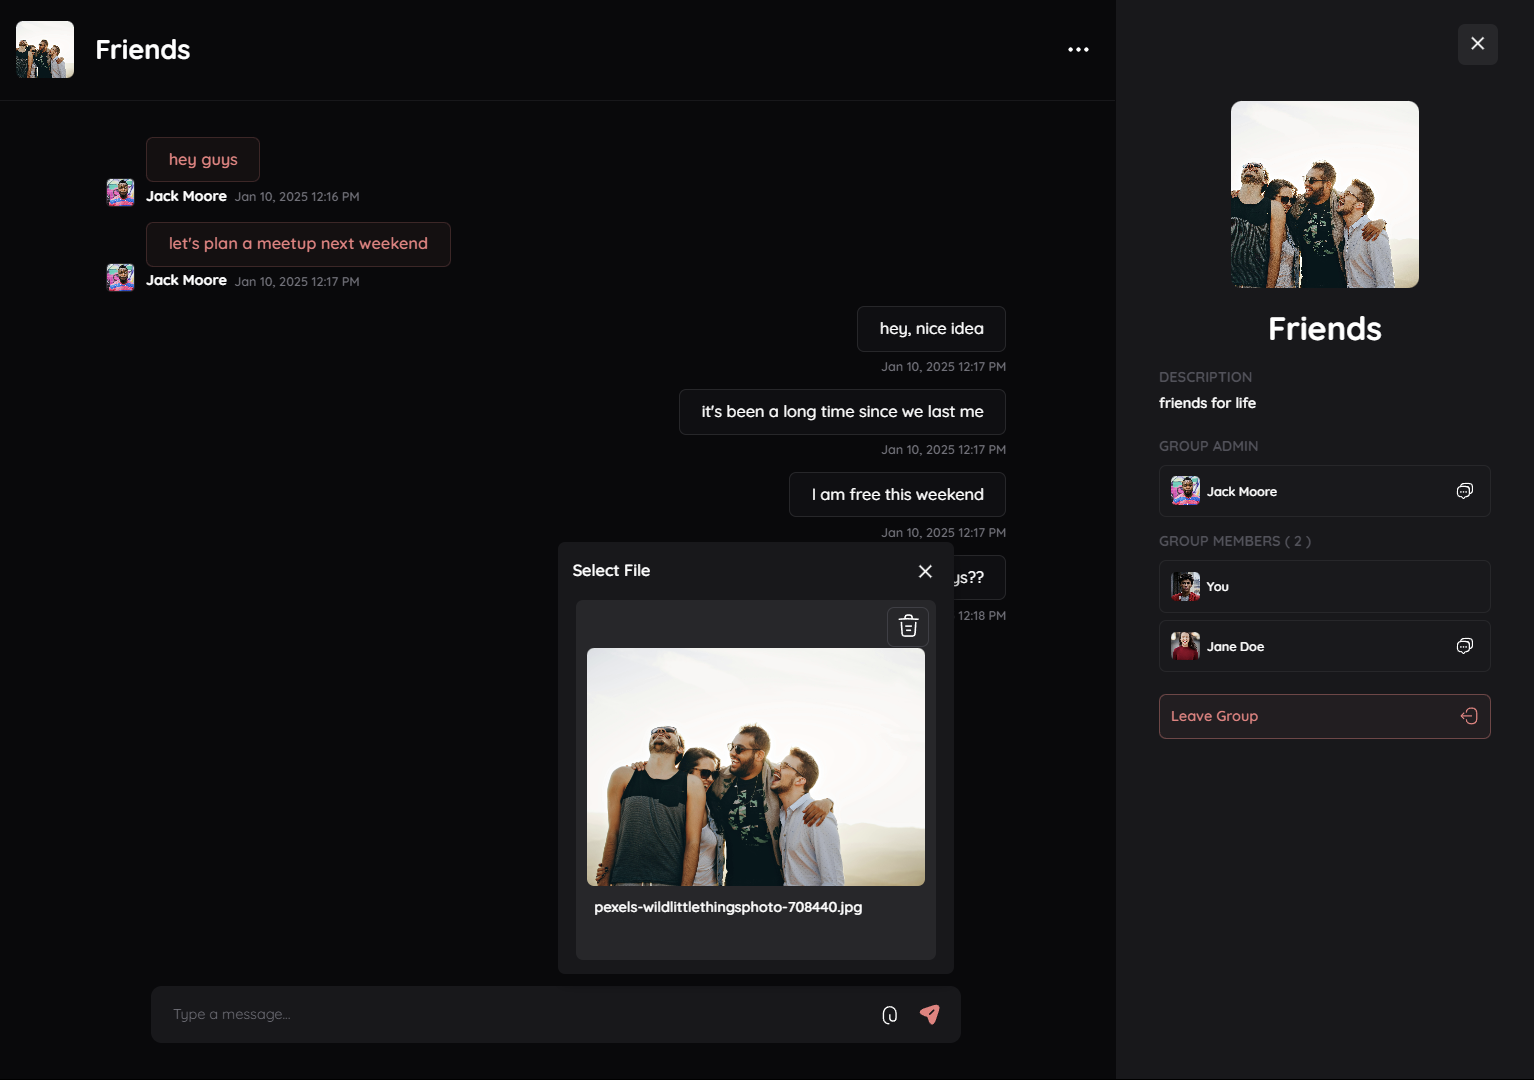 Friends
hey guys
Jack Moore Jan 10, 2025 12:16 PM
let's plan a meetup next weekend
Jack Moore Jan 10, 2025 12:17 PM
hey, nice idea
Jan 10, 2025 12:17 PM
it's been a long time since we last me
Jan 10, 2025 12:17 PM
I am free this weekend
Jan 10, 2025 12:17 PM
ys??
12:18 PM
Select File
pexels-wildlittlethingsphoto-708440.jpg
Type a message...
Friends
DESCRIPTION
friends for life
GROUP ADMIN
Jack Moore
GROUP MEMBERS ( 2 )
You
Jane Doe
Leave Group